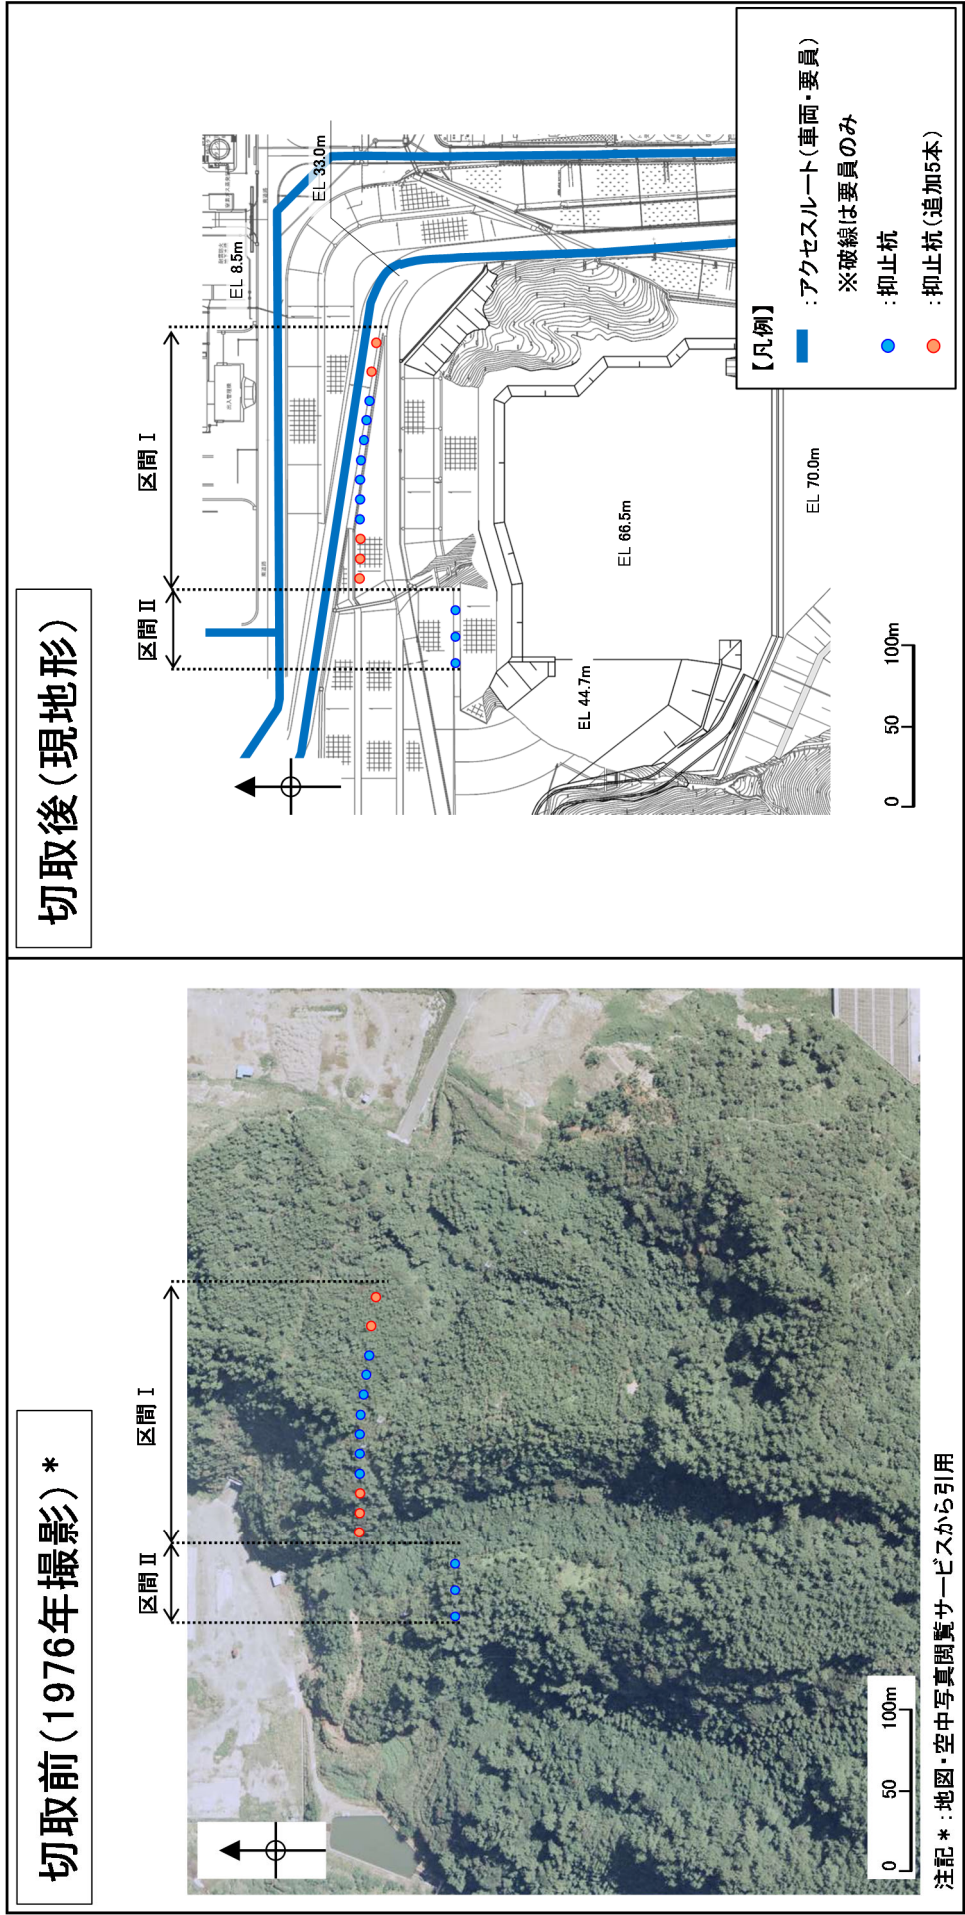 切取前(1976年撮影)*
区間Ⅱ
区間Ⅰ
0
50
100m
注記*:地図・空中写真閲覧サービスから引用
切取後(現地形)
区間Ⅱ
区間Ⅰ
EL 8.5m
EL 33.0m
EL 66.5m
EL 44.7m
EL 70.0m
0
50
100m
【凡例】
:アクセスルート(車両・要員)
※破線は要員のみ
:抑止杭
:抑止杭(追加5本)